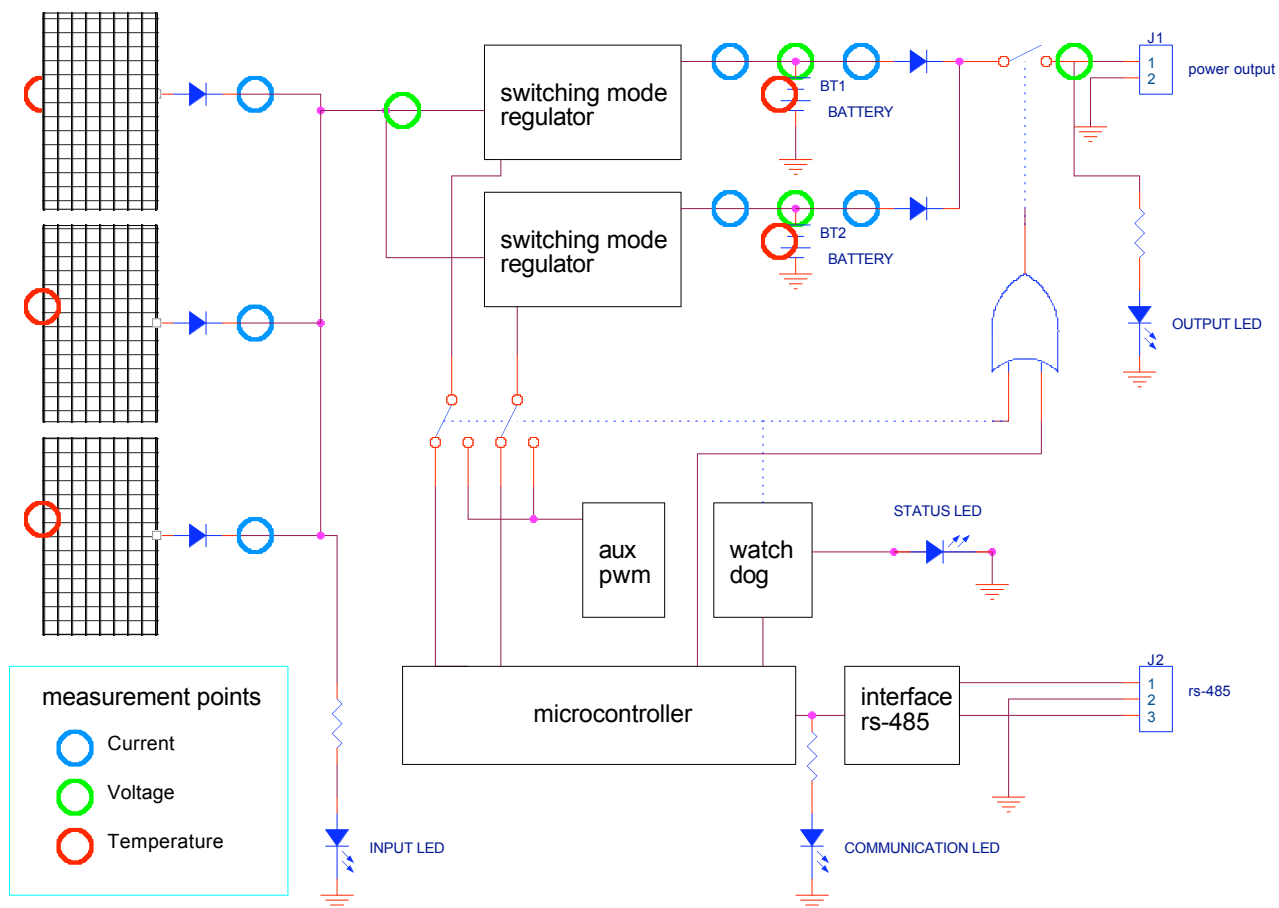 J1
1
2
power output
switching mode
regulator
BT1
BATTERY
switching mode
regulator
BT2
BATTERY
OUTPUT LED
aux
pwm
watch
dog
STATUS LED
microcontroller
interface
rs-485
J2
1
2
3
rs-485
measurement points
Current
Voltage
Temperature
INPUT LED
COMMUNICATION LED